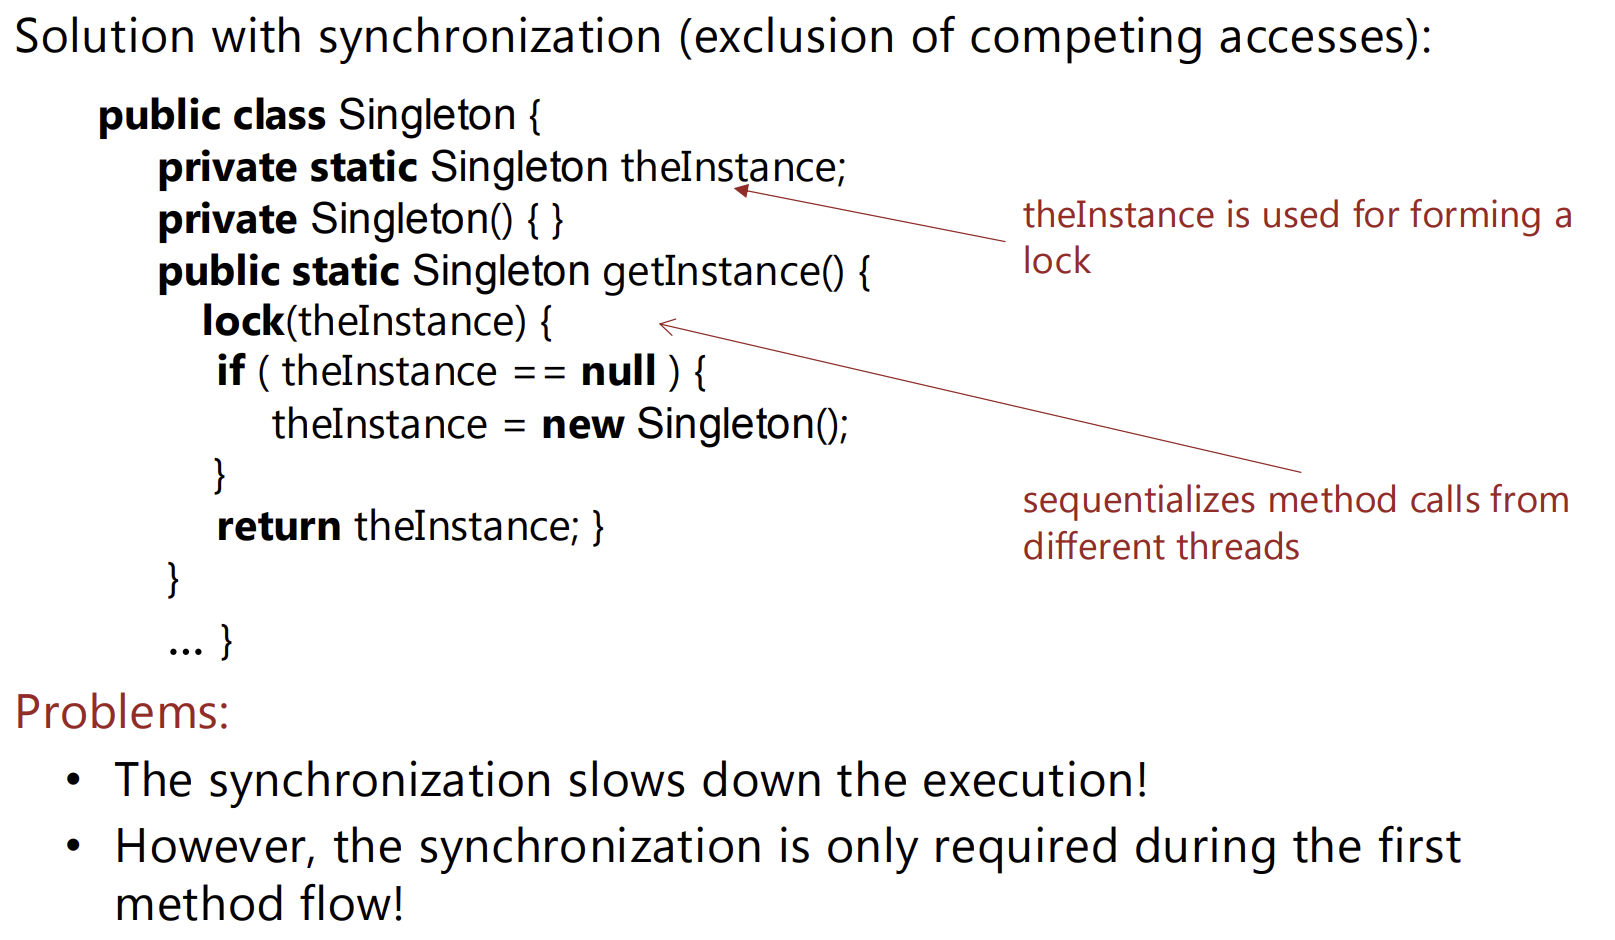 Solution with synchronization (exclusion of competing accesses):
public class Singleton {
private static Singleton theInstance;
private Singleton() { }
public static Singleton getInstance() {
lock(theInstance) {
if ( theInstance == null ) {
theInstance = new Singleton();
}
return theInstance; }
}
... }
theInstance is used for forming a
lock
sequentializes method calls from
different threads
Problems:
• The synchronization slows down the execution!
• However, the synchronization is only required during the first
method flow!